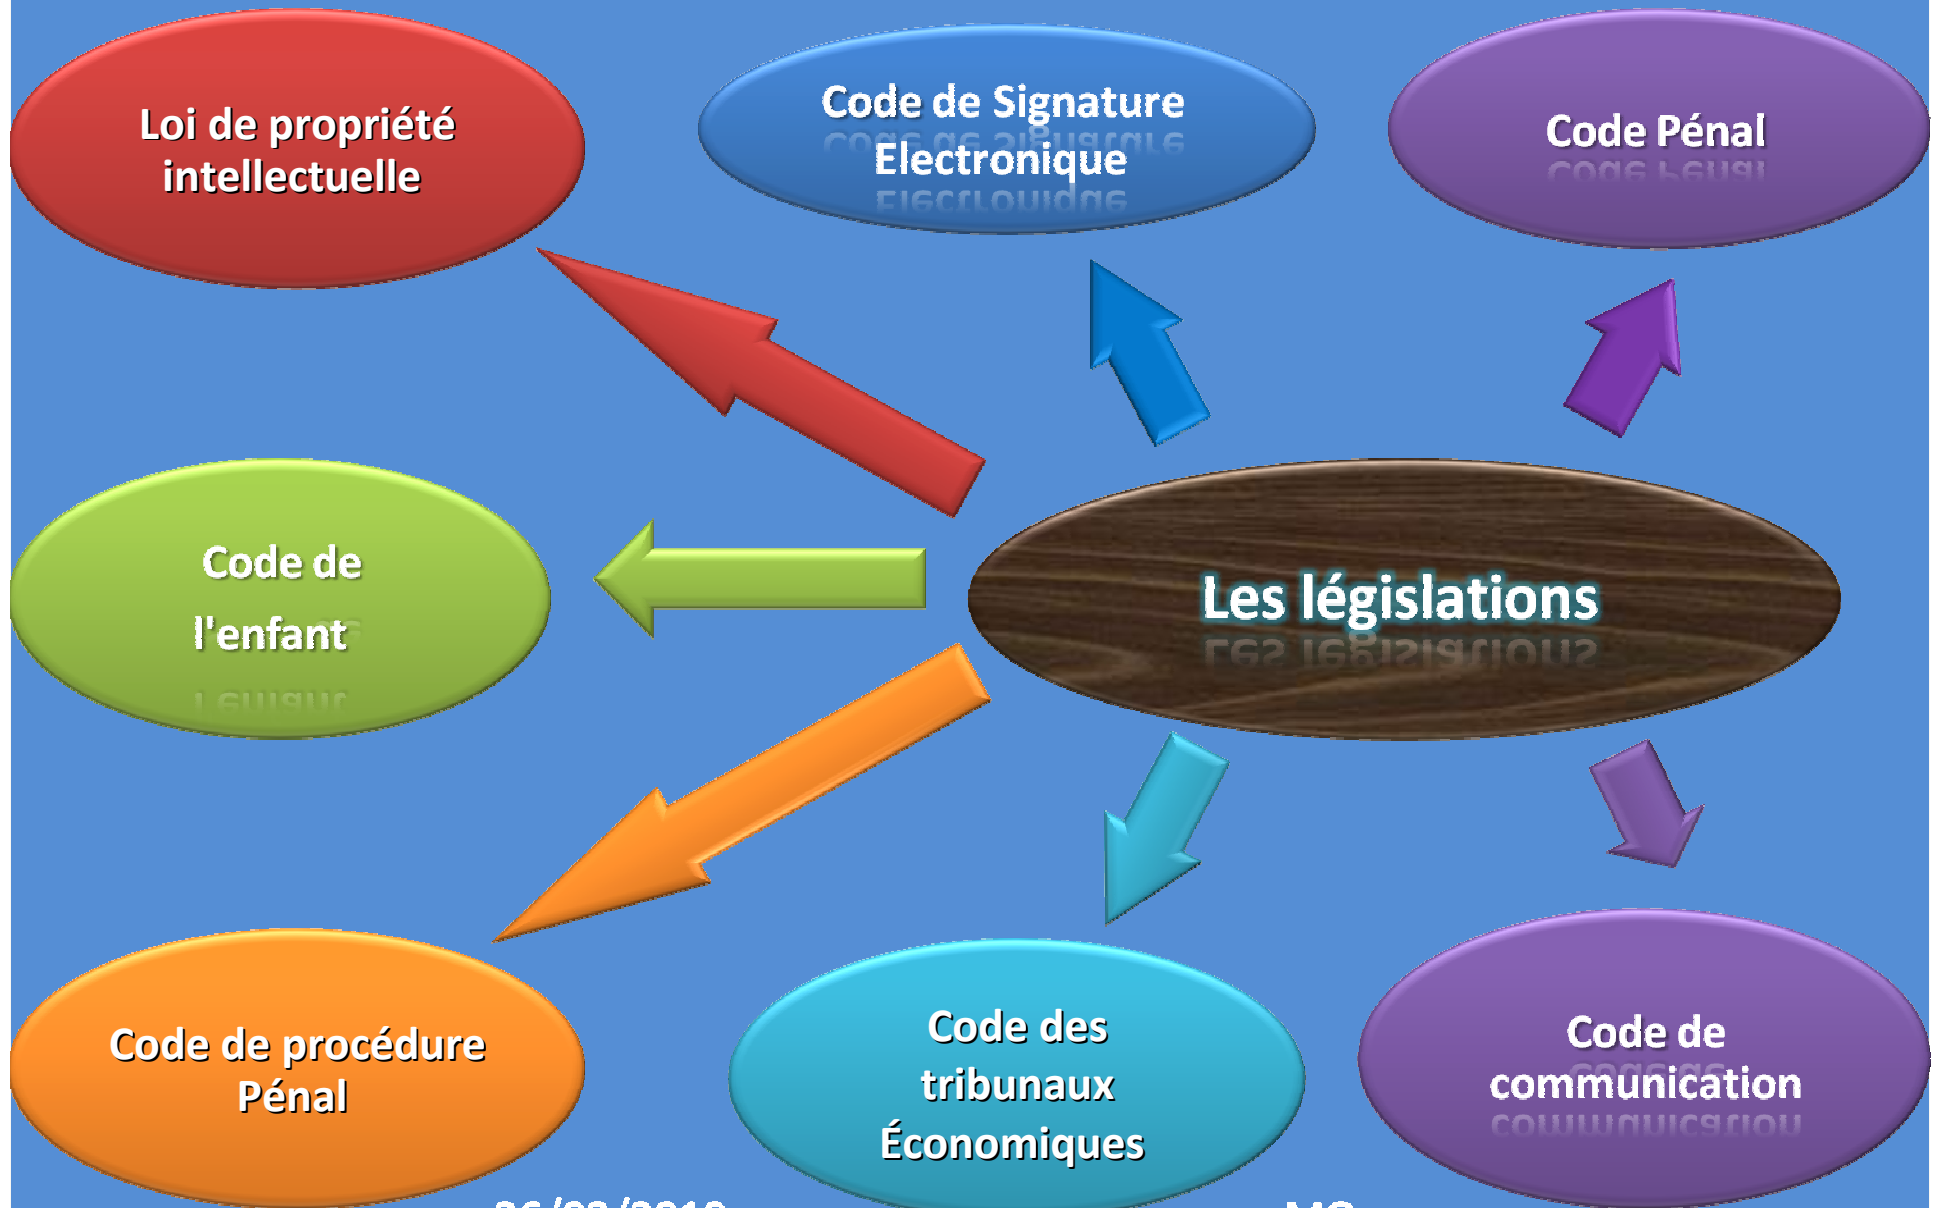 Loi de propriété
intellectuelle
Code de Signature
Electronique
Code Pénal
Code de
l'enfant
Les législations
Code de procédure
Pénal
Code des
tribunaux
Économiques
Code de
communication